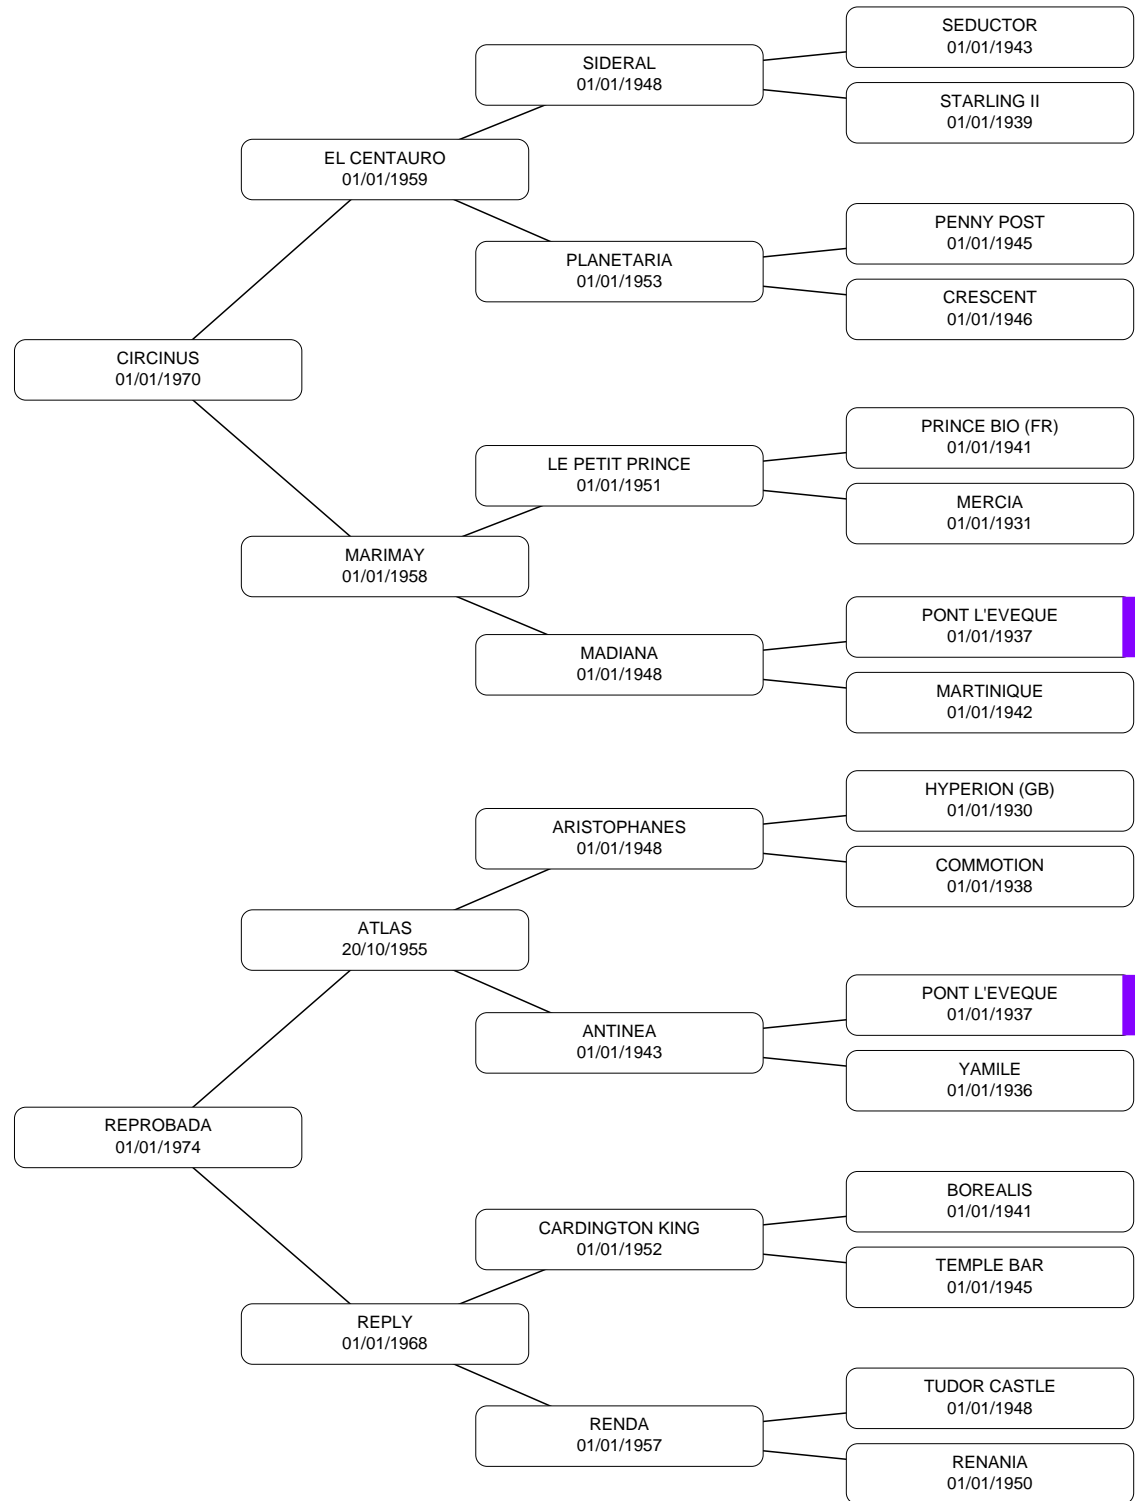 SEDUCTOR
01/01/1943
SIDERAL
01/01/1948
STARLING II
01/01/1939
EL CENTAURO
01/01/1959
PENNY POST
01/01/1945
PLANETARIA
01/01/1953
CRESCENT
01/01/1946
CIRCINUS
01/01/1970
PRINCE BIO (FR)
01/01/1941
LE PETIT PRINCE
01/01/1951
MERCIA
01/01/1931
MARIMAY
01/01/1958
PONT L'EVEQUE
01/01/1937
MADIANA
01/01/1948
MARTINIQUE
01/01/1942
HYPERION (GB)
01/01/1930
ARISTOPHANES
01/01/1948
COMMOTION
01/01/1938
ATLAS
20/10/1955
PONT L'EVEQUE
01/01/1937
ANTINEA
01/01/1943
YAMILE
01/01/1936
REPROBADA
01/01/1974
BOREALIS
01/01/1941
CARDINGTON KING
01/01/1952
TEMPLE BAR
01/01/1945
REPLY
01/01/1968
TUDOR CASTLE
01/01/1948
RENDA
01/01/1957
RENANIA
01/01/1950